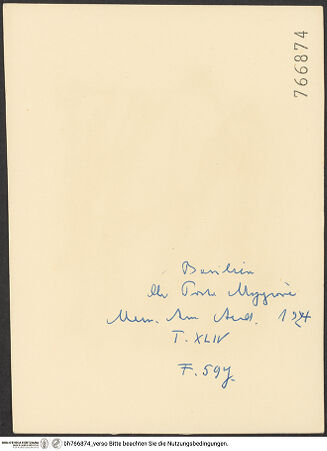 766874
Basilica
di Porta Maggiore
Mem. Am. Acad. 1924
T. XLIV
F. 597
bh766874_verso Bitte beachten Sie die Nutzungsbedingungen.